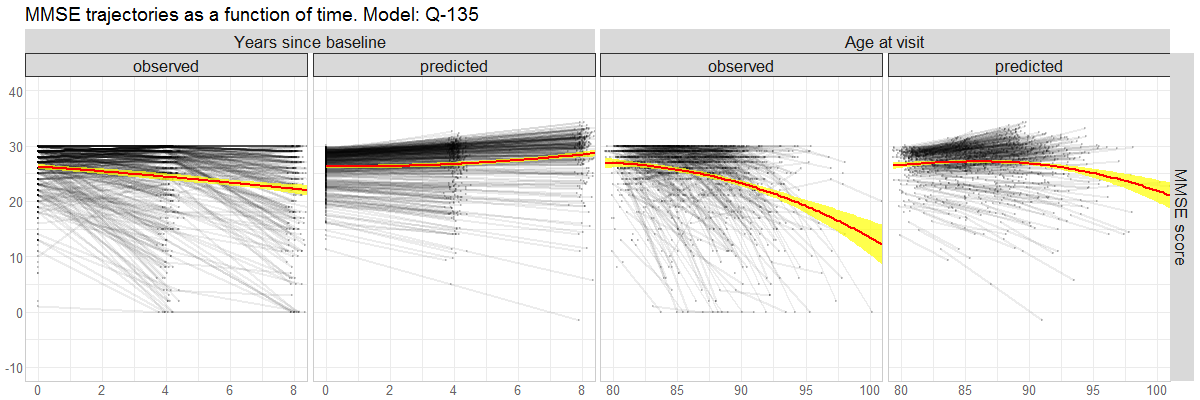 MMSE trajectories as a function of time. Model: Q-135
Years since baseline
Age at visit
observed
predicted
observed
predicted
40
30
20
10
0
-10
MMSE score
0 2 4 6 8
0 2 4 6 8
80 85 90 95 100
80 85 90 95 100